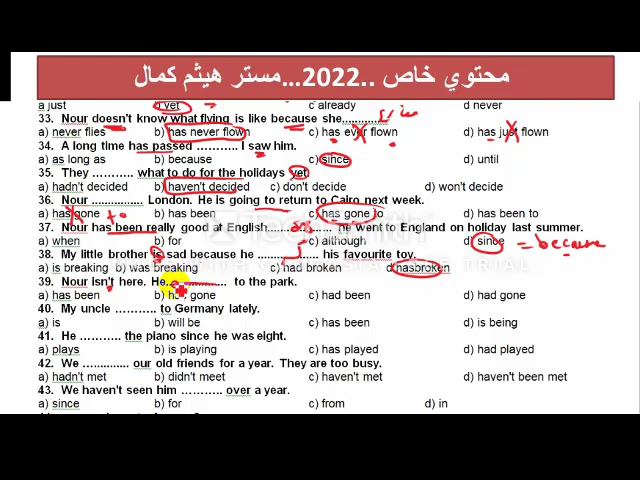 محتوي خاص ..2022...مستر هيثم كمال
a just b yet c) already d) never
33. Nour doesn't know what flying is like because she............
a) never flies b) has never flown c) has ever flown d) has just flown
34. A long time has passed .......... I saw him.
a) as long as b) because c) since d) until
35. They .......... what to do for the holidays yet.
a) hadn't decided b) haven't decided c) don't decide d) won't decide
36. Nour .......... London. He is going to return to Cairo next week.
a) has gone to b) has been c) has gone to d) has been to
37. Nour has been really good at English.......... he went to England on holiday last summer.
a) when b) for c) although d) since = because
38. My little brother is sad because he .......... his favourite toy.
a) is breaking b) was breaking c) had broken d) hasbroken
39. Nour isn't here. He.......... to the park.
a) has been b) has gone c) had been d) had gone
40. My uncle .......... to Germany lately.
a) is b) will be c) has been d) is being
41. He .......... the piano since he was eight.
a) plays b) is playing c) has played d) had played
42. We ........... our old friends for a year. They are too busy.
a) hadn't met b) didn't meet c) haven't met d) haven't been met
43. We haven't seen him .......... over a year.
a) since b) for c) from d) in